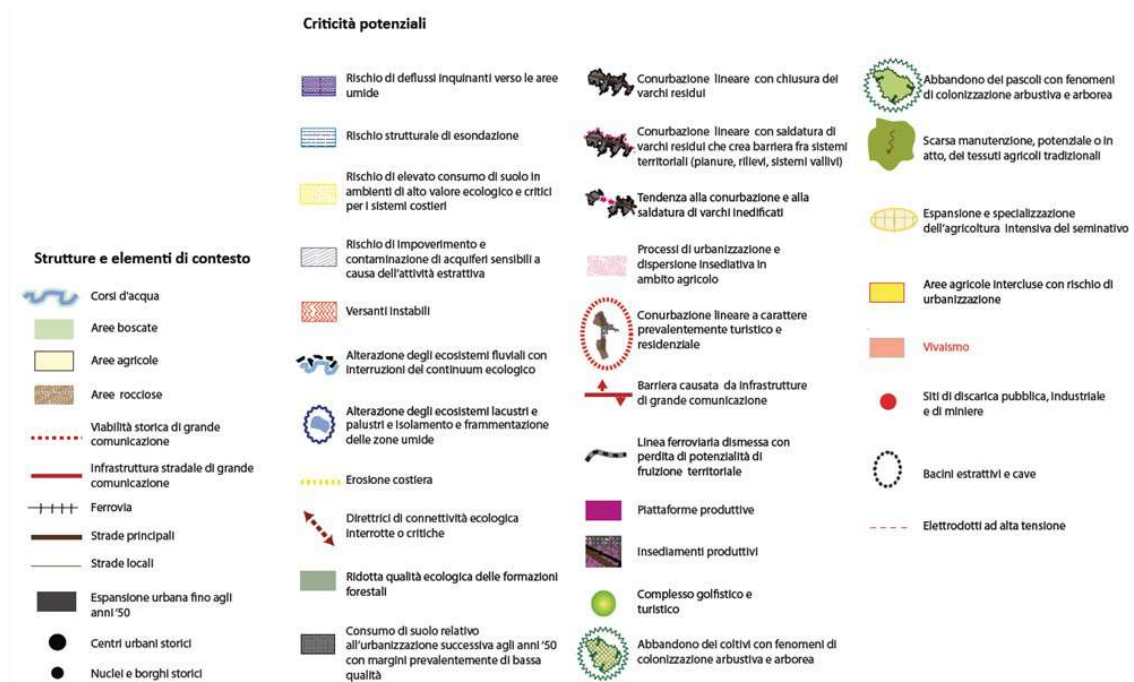 Criticità potenziali
Strutture e elementi di contesto
Corsi d'acqua
Aree boscate
Aree agricole
Aree rocciose
Viabilità storica di grande
comunicazione
Infrastruttura stradale di grande
comunicazione
Ferrovia
Strade principali
Strade locali
Espansione urbana fino agli
anni '50
Centri urbani storici
Nuclei e borghi storici
Rischio di deflussi inquinanti verso le aree
umide
Rischio strutturale di esondazione
Rischio di elevato consumo di suolo in
ambienti di alto valore ecologico e critici
per i sistemi costieri
Rischio di impoverimento e
contaminazione di acquiferi sensibili a
causa dell'attività estrattiva
Versanti instabili
Alterazione degli ecosistemi fluviali con
interruzioni del continuum ecologico
Alterazione degli ecosistemi lacustri e
palustri e isolamento e frammentazione
delle zone umide
Erosione costiera
Direttrici di connettività ecologica
interrotte o critiche
Ridotta qualità ecologica delle formazioni
forestali
Consumo di suolo relativo
all'urbanizzazione successiva agli anni '50
con margini prevalentemente di bassa
qualità
Conurbazione lineare con chiusura dei
varchi residui
Conurbazione lineare con saldatura di
varchi residui che crea barriera fra sistemi
territoriali (pianure, rilievi, sistemi vallivi)
Tendenza alla conurbazione e alla
saldatura di varchi inedificati
Processi di urbanizzazione e
dispersione insediativa in
ambito agricolo
Conurbazione lineare a carattere
prevalentemente turistico e
residenziale
Barriera causata da infrastrutture
di grande comunicazione
Linea ferroviaria dismessa con
perdita di potenzialità di
fruizione territoriale
Piattaforme produttive
Insediamenti produttivi
Complesso golfistico e
turistico
Abbandono dei coltivi con fenomeni di
colonizzazione arbustiva e arborea
Abbandono dei pascoli con fenomeni
di colonizzazione arbustiva e arborea
Scarsa manutenzione, potenziale o in
atto, dei tessuti agricoli tradizionali
Espansione e specializzazione
dell'agricoltura intensiva del seminativo
Aree agricole intercluse con rischio di
urbanizzazione
Vivaismo
Siti di discarica pubblica, industriale
e di miniere
Bacini estrattivi e cave
Elettrodotti ad alta tensione